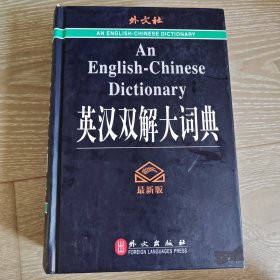 外文社
AN ENGLISH-CHINESE DICTIONARY
An
English-Chinese
Dictionary
英汉双解大词典
最新版
外文出版社
FOREIGN LANGUAGES PRESS